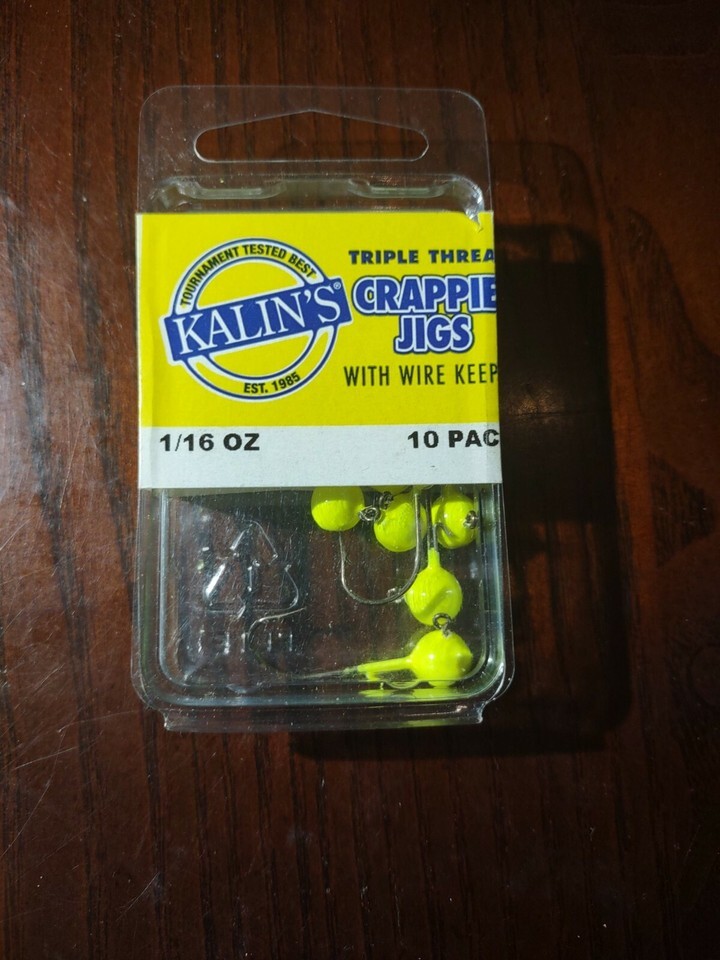 TOURNAMENT TESTED BEST
KALIN'S®
EST. 1985
TRIPLE THREA
CRAPPIE
JIGS
WITH WIRE KEEP
1/16 OZ
10 PAC